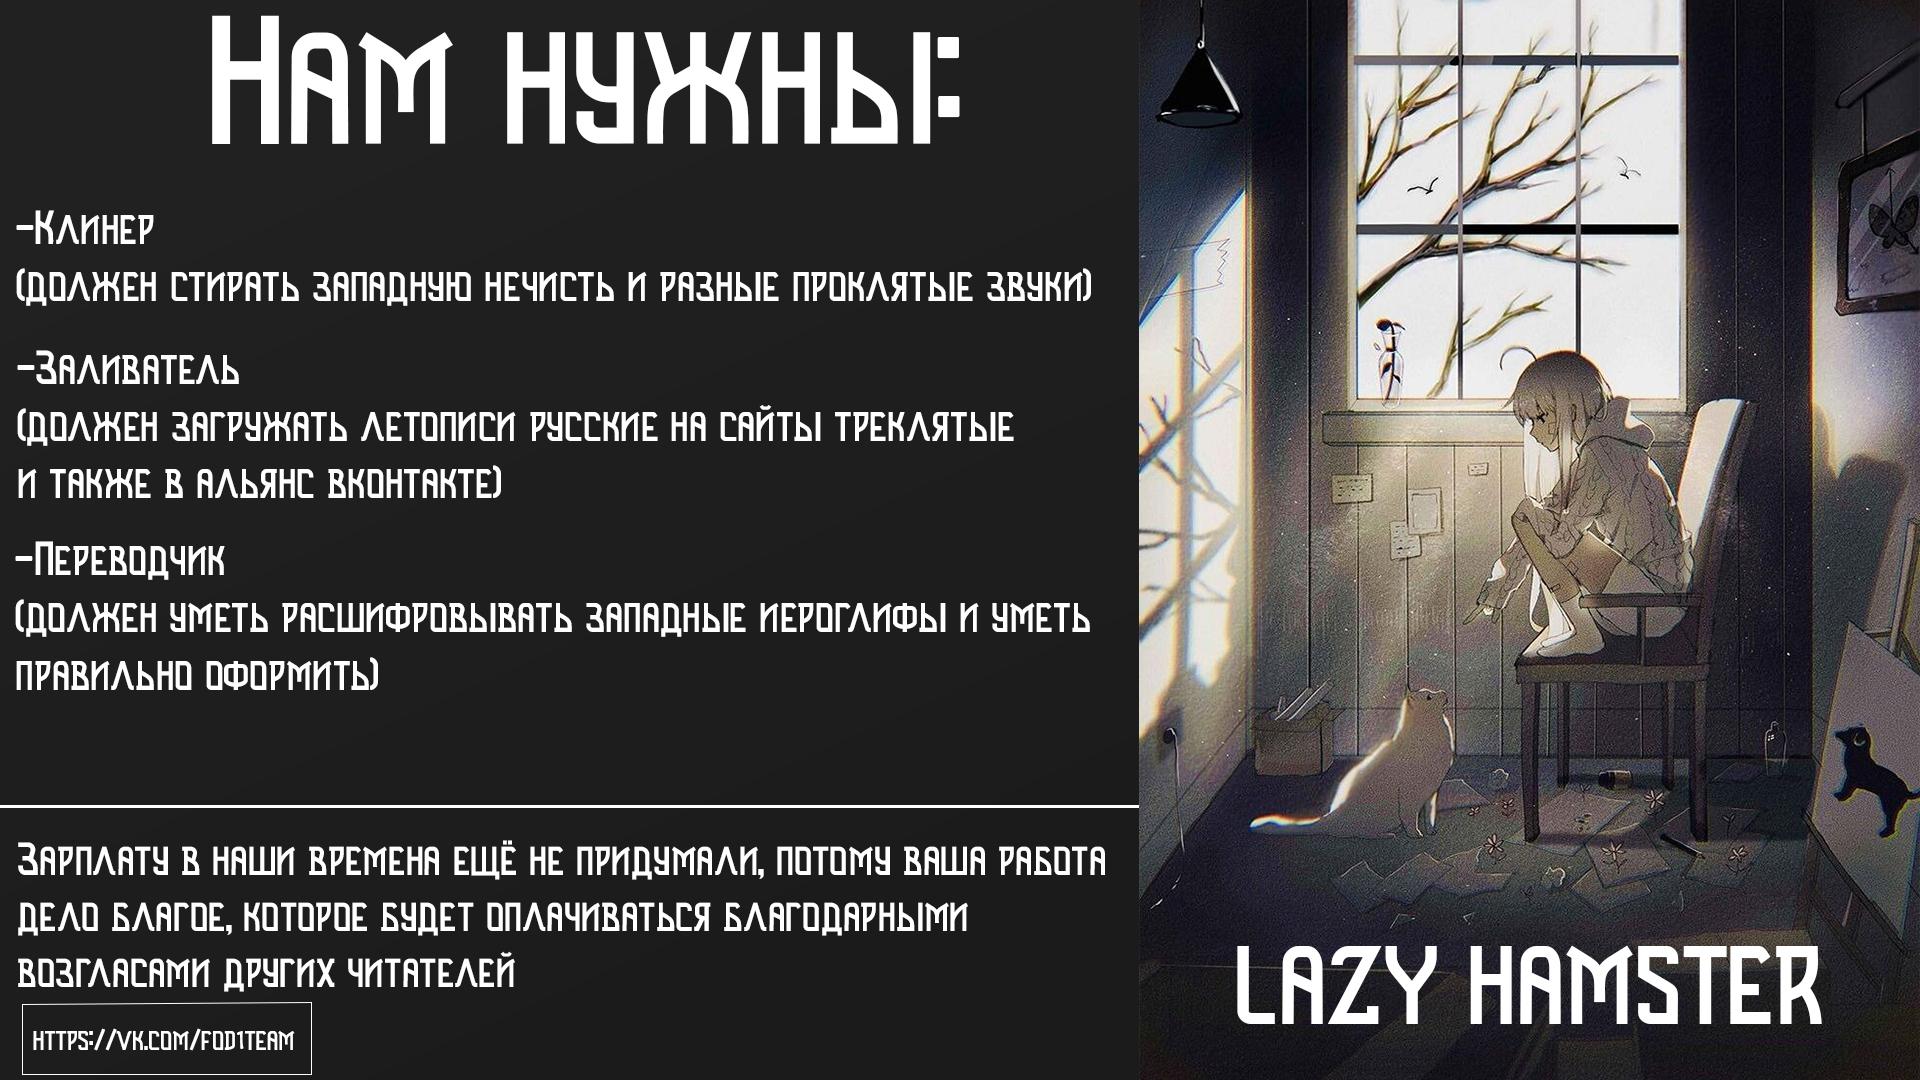 Нам нужны:
-Клинер
(должен стирать западную нечисть и разные проклятые звуки)
-Заливатель
(должен загружать летописи русские на сайты треклятые
и также в альянс вконтакте)
-Переводчик
(должен уметь расшифровывать западные иероглифы и уметь
правильно оформить)
Зарплату в наши времена ещё не придумали, потому ваша работа
дело благое, которое будет оплачиваться благодарными
возгласами других читателей
https://vk.com/fod1team
LAZY HAMSTER